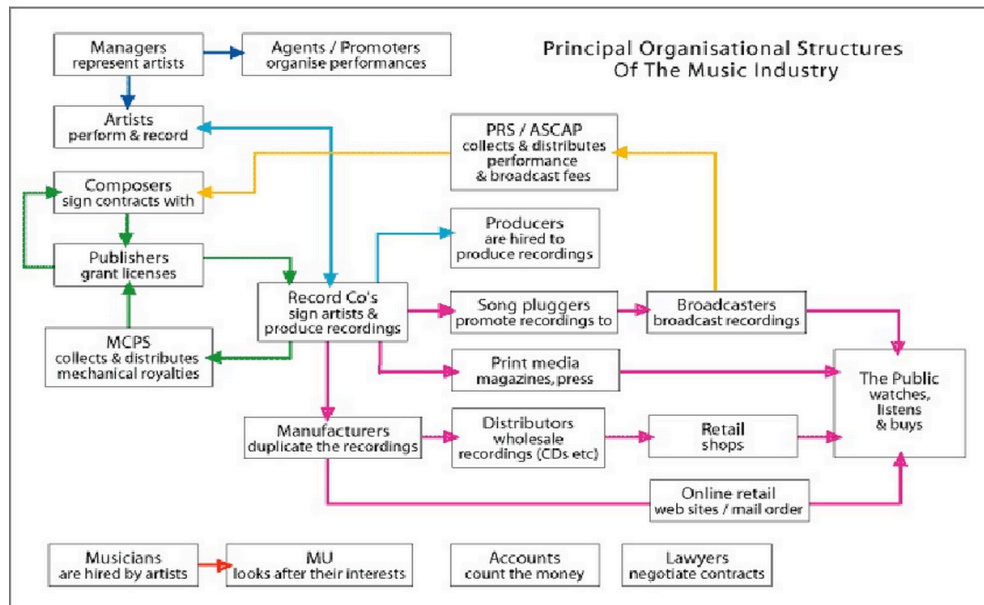 Principal Organisational Structures
Of The Music Industry
Managers
represent artists
Agents / Promoters
organise performances
Artists
perform & record
PRS / ASCAP
collects & distributes
performance
& broadcast fees
Composers
sign contracts with
Producers
are hired to
produce recordings
Publishers
grant licenses
Record Co's
sign artists &
produce recordings
Song pluggers
promote recordings to
Broadcasters
broadcast recordings
MCPS
collects & distributes
mechanical royalties
Print media
magazines, press
The Public
watches,
listens
& buys
Manufacturers
duplicate the recordings
Distributors
wholesale
recordings (CDs etc)
Retail
shops
Online retail
web sites / mail order
Musicians
are hired by artists
MU
looks after their interests
Accounts
count the money
Lawyers
negotiate contracts